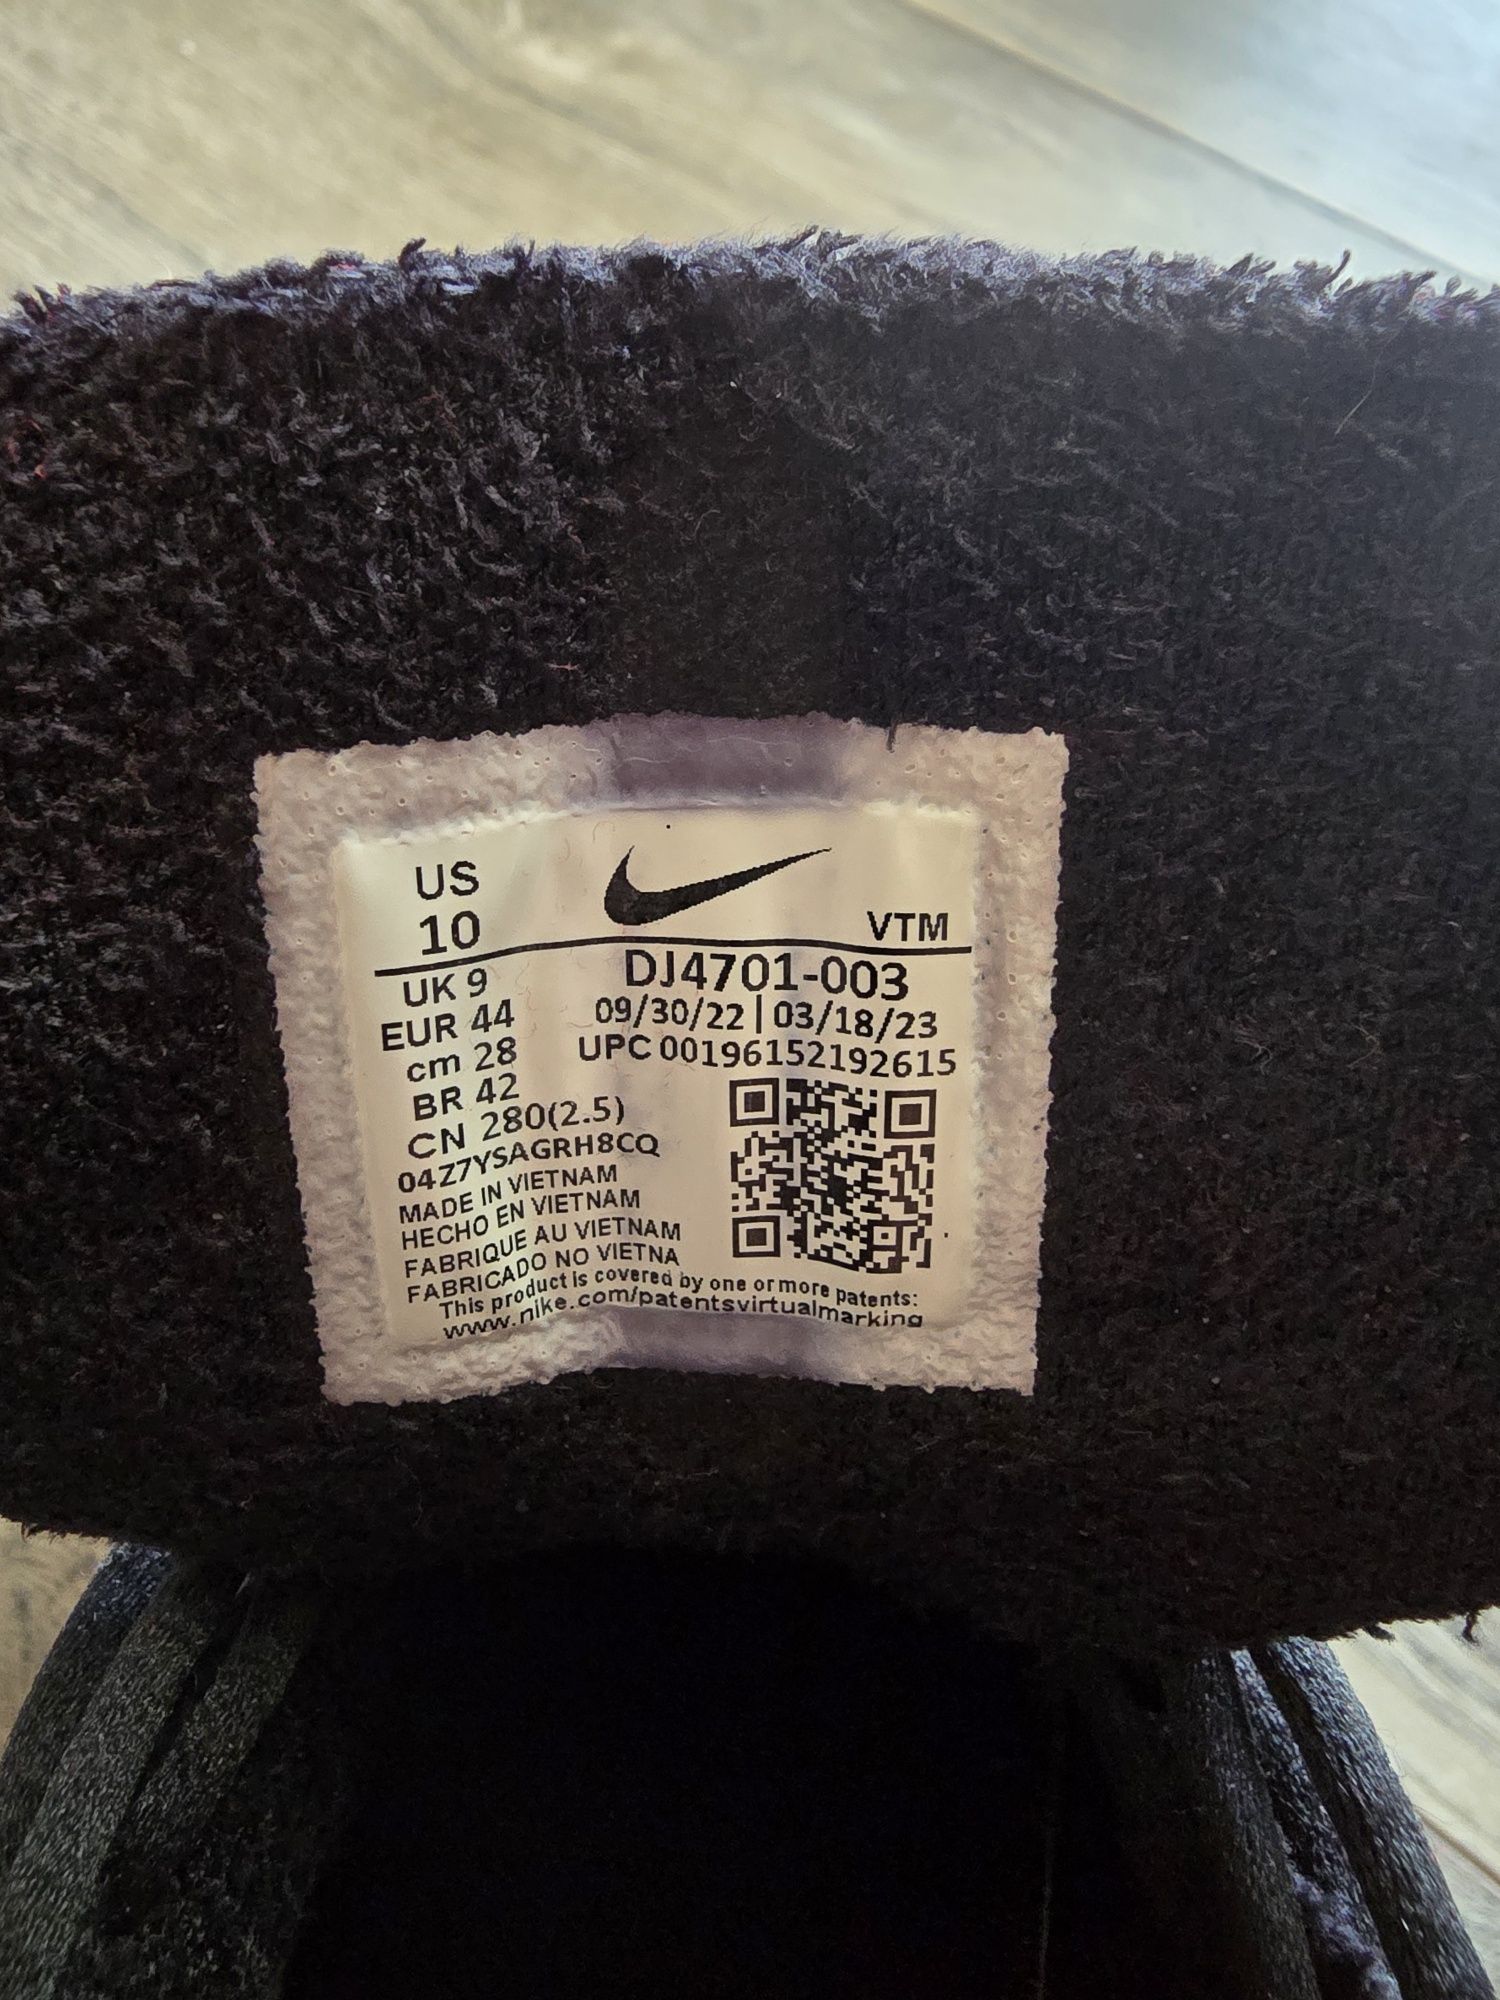 US
10
VTM
UK 9
DJ4701-003
EUR 44
09/30/22 | 03/18/23
cm 28
UPC 00196152192615
BR 42
CN 280(2.5)
04Z7YSAGRH8CQ
MADE IN VIETNAM
HECHO EN VIETNAM
FABRIQUE AU VIETNAM
FABRICADO NO VIETNA
This product is covered by one or more patents:
www.nike.com/patentsvirtualmarking